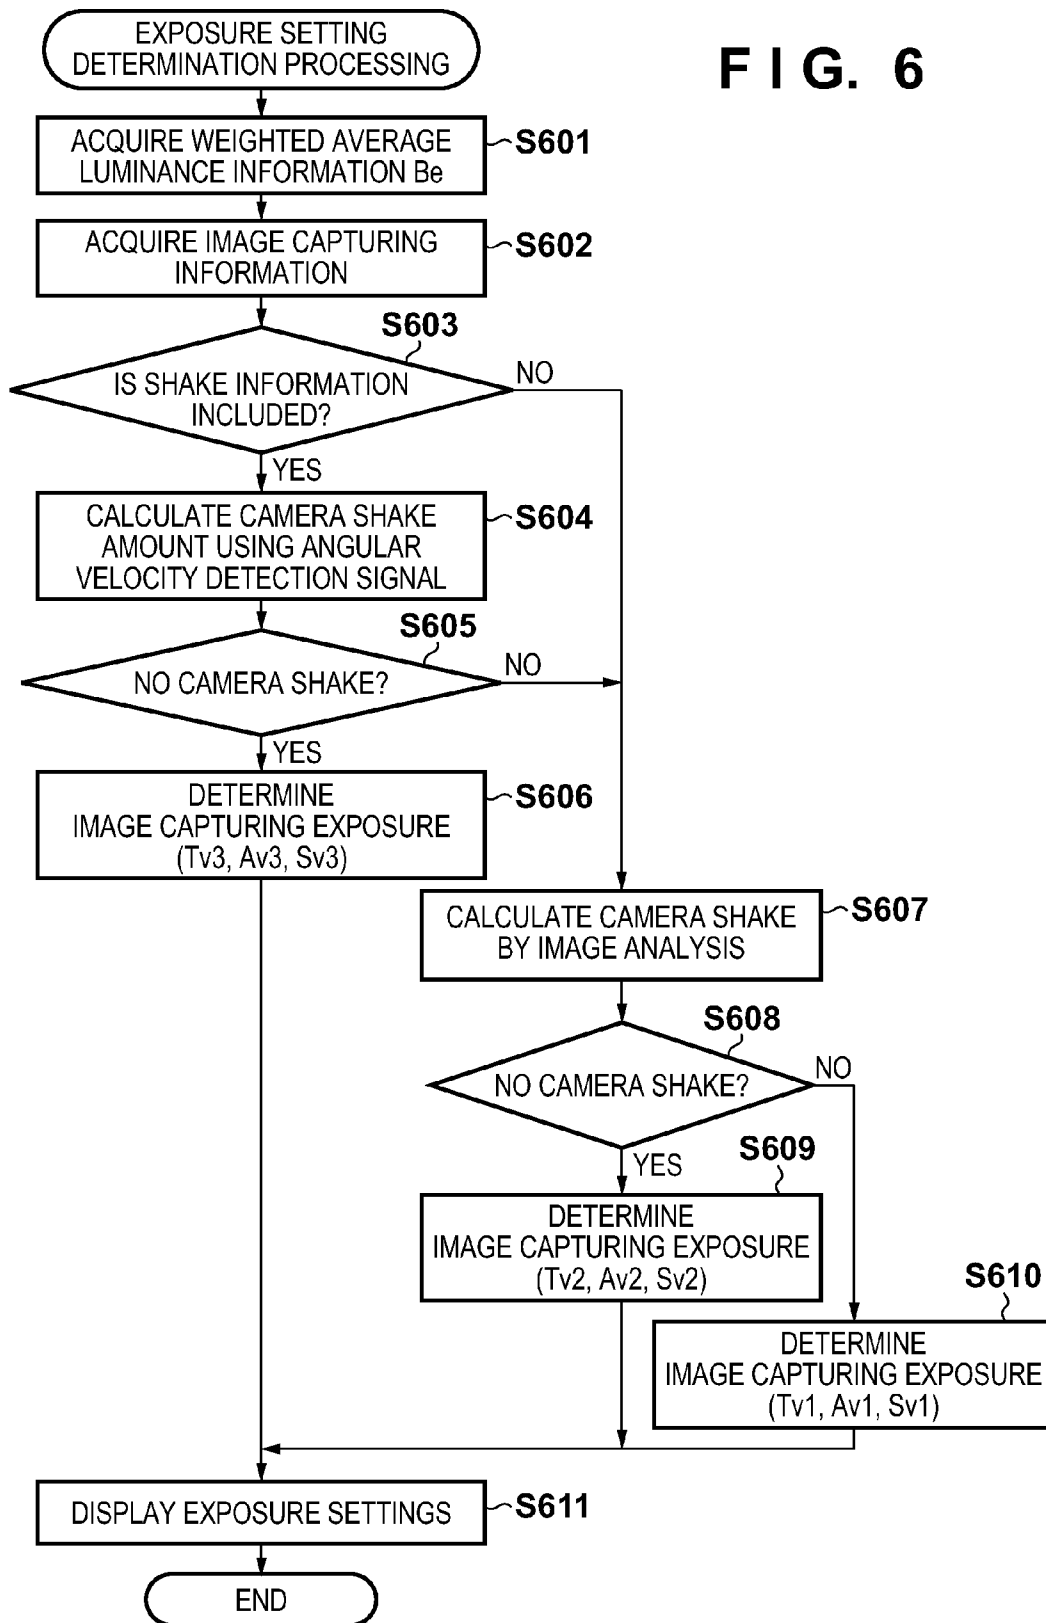 EXPOSURE SETTING
DETERMINATION PROCESSING
F I G. 6
ACQUIRE WEIGHTED AVERAGE
LUMINANCE INFORMATION Be
S601
ACQUIRE IMAGE CAPTURING
INFORMATION
S602
S603
IS SHAKE INFORMATION
INCLUDED?
NO
YES
CALCULATE CAMERA SHAKE
AMOUNT USING ANGULAR
VELOCITY DETECTION SIGNAL
S604
S605
NO CAMERA SHAKE?
NO
YES
DETERMINE
IMAGE CAPTURING EXPOSURE
(Tv3, Av3, Sv3)
S606
CALCULATE CAMERA SHAKE
BY IMAGE ANALYSIS
S607
S608
NO CAMERA SHAKE?
NO
YES
S609
DETERMINE
IMAGE CAPTURING EXPOSURE
(Tv2, Av2, Sv2)
S610
DETERMINE
IMAGE CAPTURING EXPOSURE
(Tv1, Av1, Sv1)
DISPLAY EXPOSURE SETTINGS
S611
END